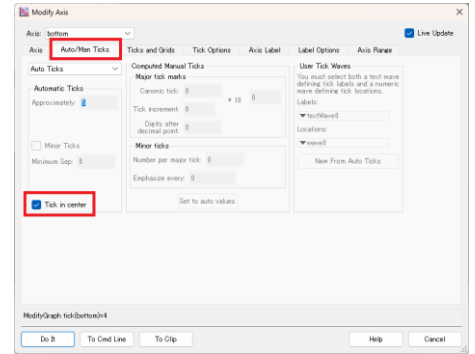 Modify Axis
Axis: bottom
Live Update
Axis Auto/Man Ticks Ticks and Grids Tick Options Axis Label Label Options Axis Range
Auto Ticks
Automatic Ticks
Approximately:
Minor Ticks
Minimum Sep: 5
Tick in center
Computed Manual Ticks
Major tick marks
Canonic tick: 0
* 10 0
Tick increment: 0
Digits after
decimal point: 0
Minor ticks
Number per major tick: 0
Emphasize every: 0
Set to auto values
User Tick Waves
You must select both a text wave
defining tick labels and a numeric
wave defining tick locations.
Labels:
textWave0
Locations:
wave0
New From Auto Ticks
ModifyGraph tick(bottom)=4
Do It To Cmd Line To Clip Help Cancel